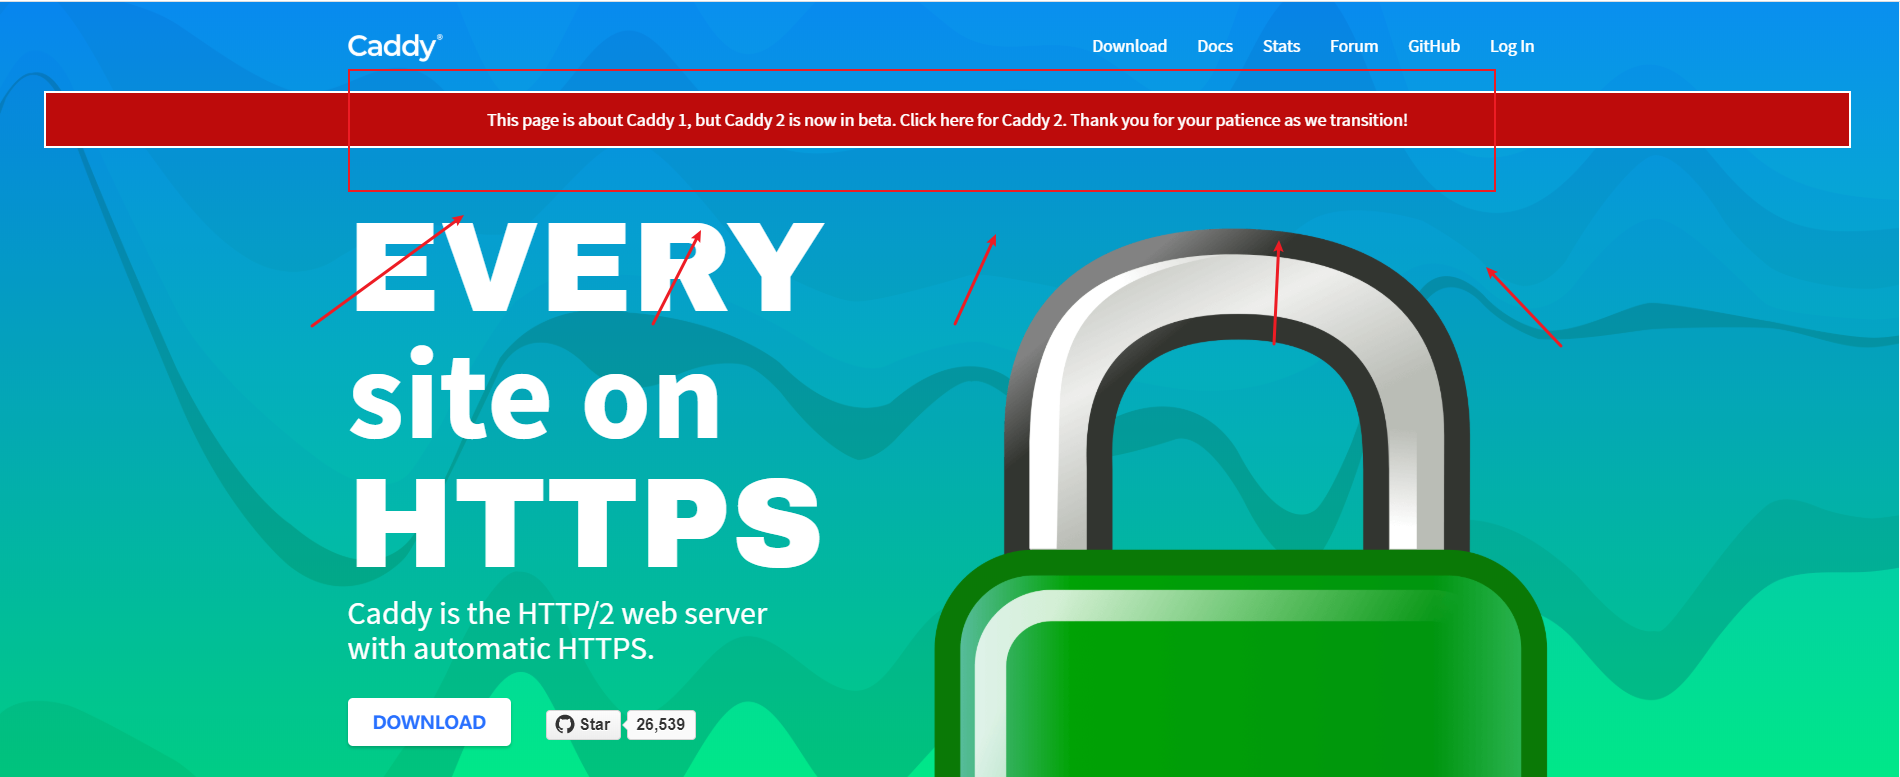 Caddy®
Download Docs Stats Forum GitHub Log In
This page is about Caddy 1, but Caddy 2 is now in beta. Click here for Caddy 2. Thank you for your patience as we transition!
EVERY
site on
HTTPS
Caddy is the HTTP/2 web server
with automatic HTTPS.
DOWNLOAD
Star 26,539